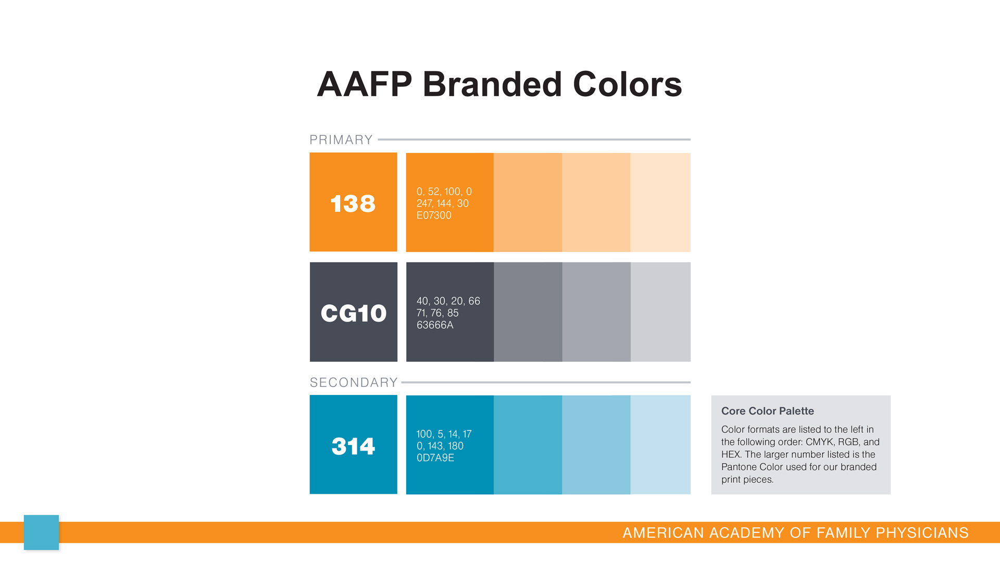 AAFP Branded Colors
PRIMARY
138
0, 52, 100, 0
247, 144, 30
E07300
CG10
40, 30, 20, 66
71, 76, 85
63666A
SECONDARY
314
100, 5, 14, 17
0, 143, 180
0D7A9E
Core Color Palette
Color formats are listed to the left in
the following order: CMYK, RGB, and
HEX. The larger number listed is the
Pantone Color used for our branded
print pieces.
AMERICAN ACADEMY OF FAMILY PHYSICIANS